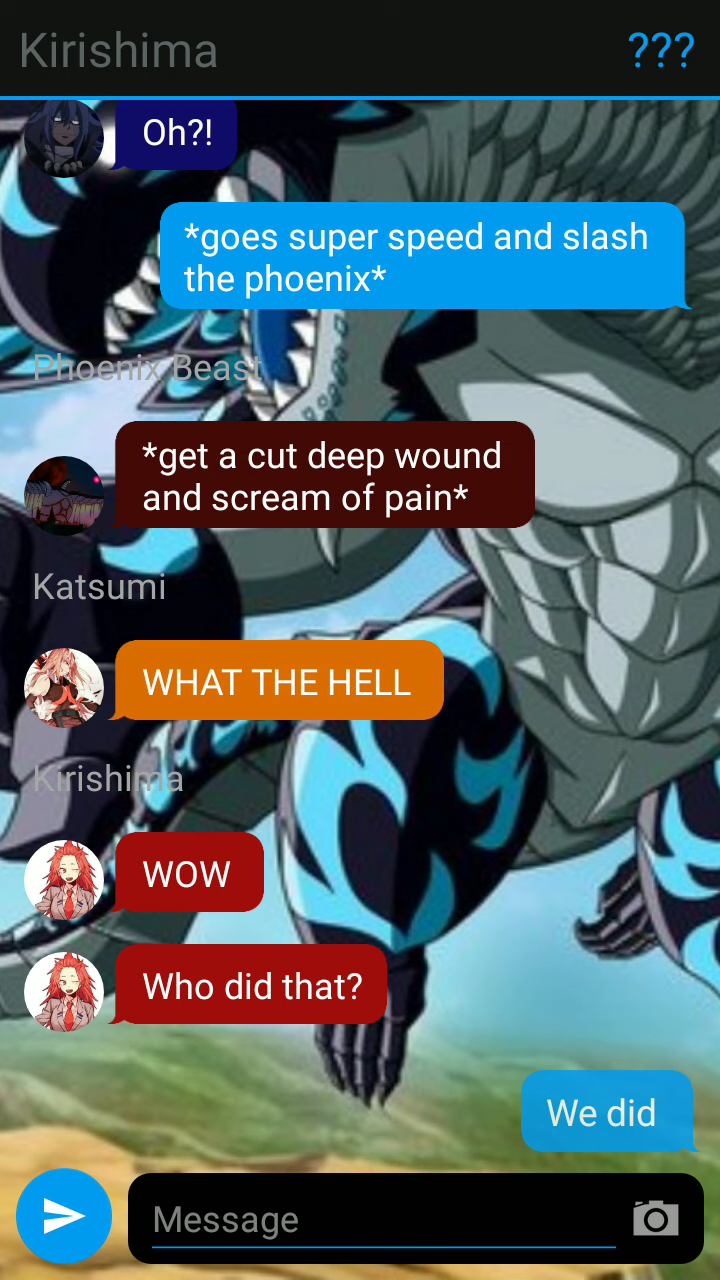 Kirishima
???
Oh?!
*goes super speed and slash
the phoenix*
Phoenix Beast
*get a cut deep wound
and scream of pain*
Katsumi
WHAT THE HELL
Kirishima
WOW
Who did that?
We did
Message